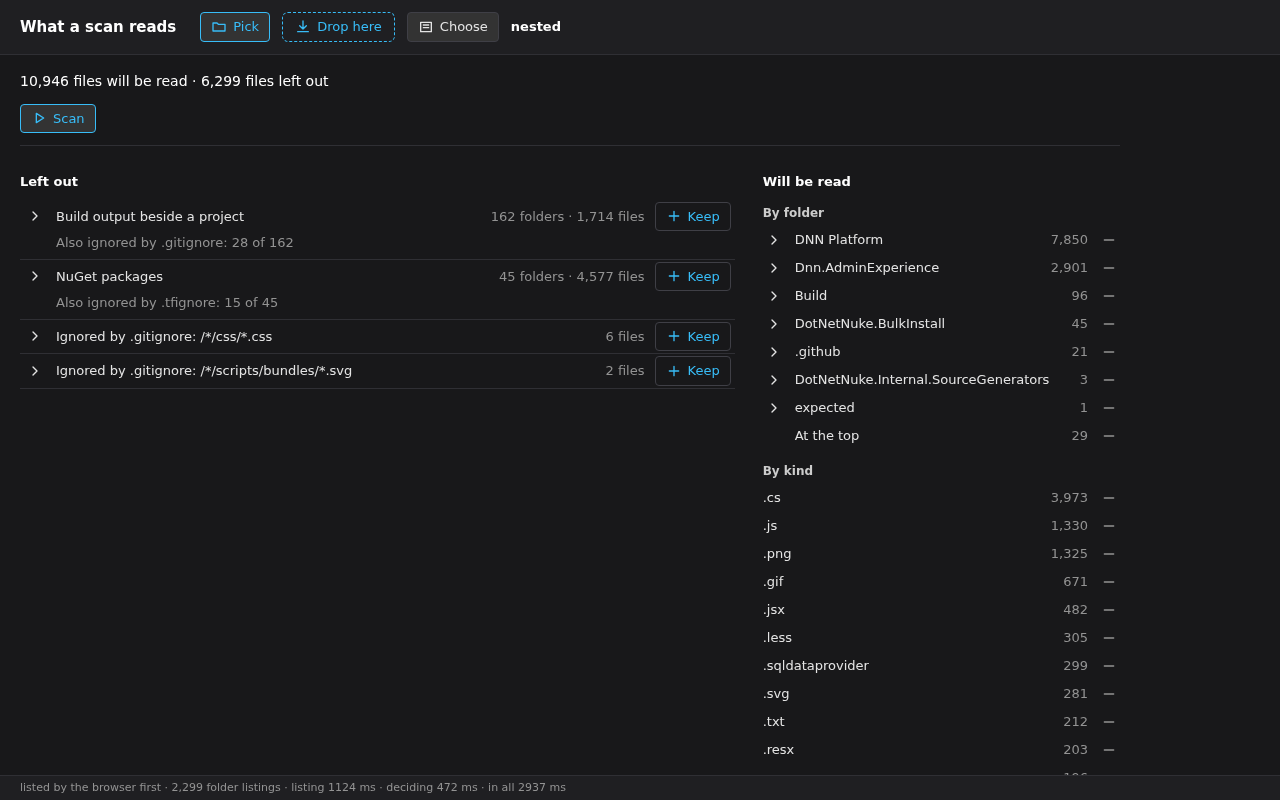 What a scan reads Pick Drop here Choose nested
10,946 files will be read · 6,299 files left out
Scan
Left out
Build output beside a project 162 folders · 1,714 files Keep
Also ignored by .gitignore: 28 of 162
NuGet packages 45 folders · 4,577 files Keep
Also ignored by .tfignore: 15 of 45
Ignored by .gitignore: /*/css/*.css 6 files Keep
Ignored by .gitignore: /*/scripts/bundles/*.svg 2 files Keep
Will be read
By folder
DNN Platform 7,850
Dnn.AdminExperience 2,901
Build 96
DotNetNuke.BulkInstall 45
.github 21
DotNetNuke.Internal.SourceGenerators 3
expected 1
At the top 29
By kind
.cs 3,973
.js 1,330
.png 1,325
.gif 671
.jsx 482
.less 305
.sqldataprovider 299
.svg 281
.txt 212
.resx 203
listed by the browser first · 2,299 folder listings · listing 1124 ms · deciding 472 ms · in all 2937 ms